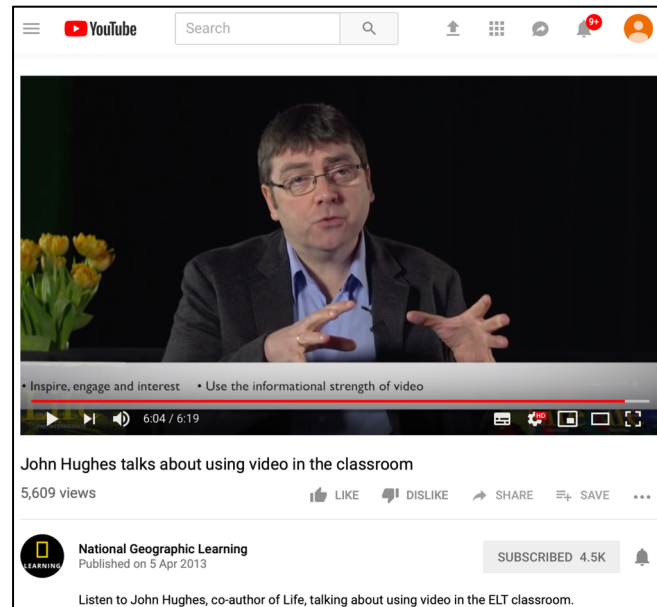 YouTube Search 9+
• Inspire, engage and interest • Use the informational strength of video
6:04 / 6:19 HD
John Hughes talks about using video in the classroom
5,609 views LIKE DISLIKE SHARE SAVE
LEARNING
National Geographic Learning
Published on 5 Apr 2013
SUBSCRIBED 4.5K
Listen to John Hughes, co-author of Life, talking about using video in the ELT classroom.